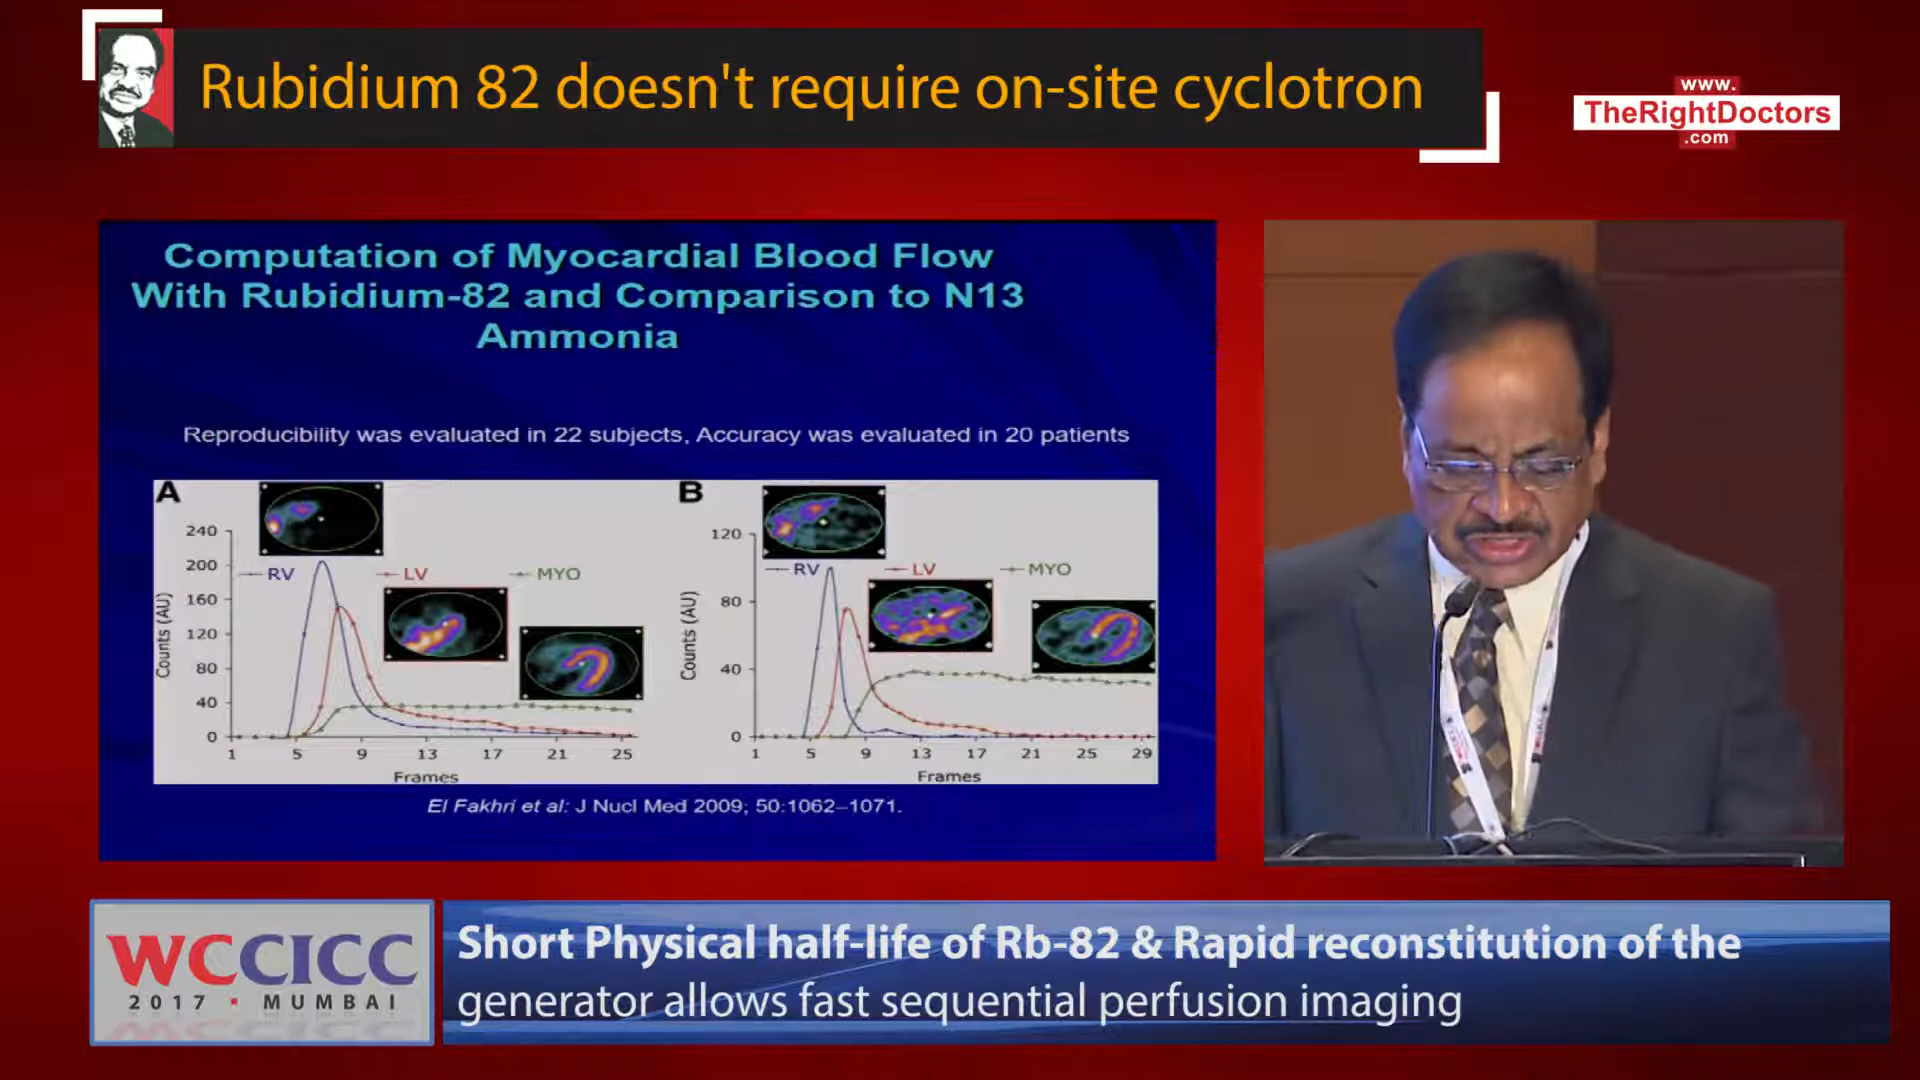 Rubidium 82 doesn't require on-site cyclotron
www.
TheRightDoctors
.com
Computation of Myocardial Blood Flow
With Rubidium-82 and Comparison to N13
Ammonia
Reproducibility was evaluated in 22 subjects, Accuracy was evaluated in 20 patients
A
240
200
160
120
80
40
0
Counts (AU)
RV
LV
MYO
1 5 9 13 17 21 25
Frames
B
120
80
40
0
Counts (AU)
RV
LV
MYO
1 5 9 13 17 21 25 29
Frames
El Fakhri et al: J Nucl Med 2009; 50:1062–1071.
WCCICC
2017 • MUMBAI
Short Physical half-life of Rb-82 & Rapid reconstitution of the
generator allows fast sequential perfusion imaging